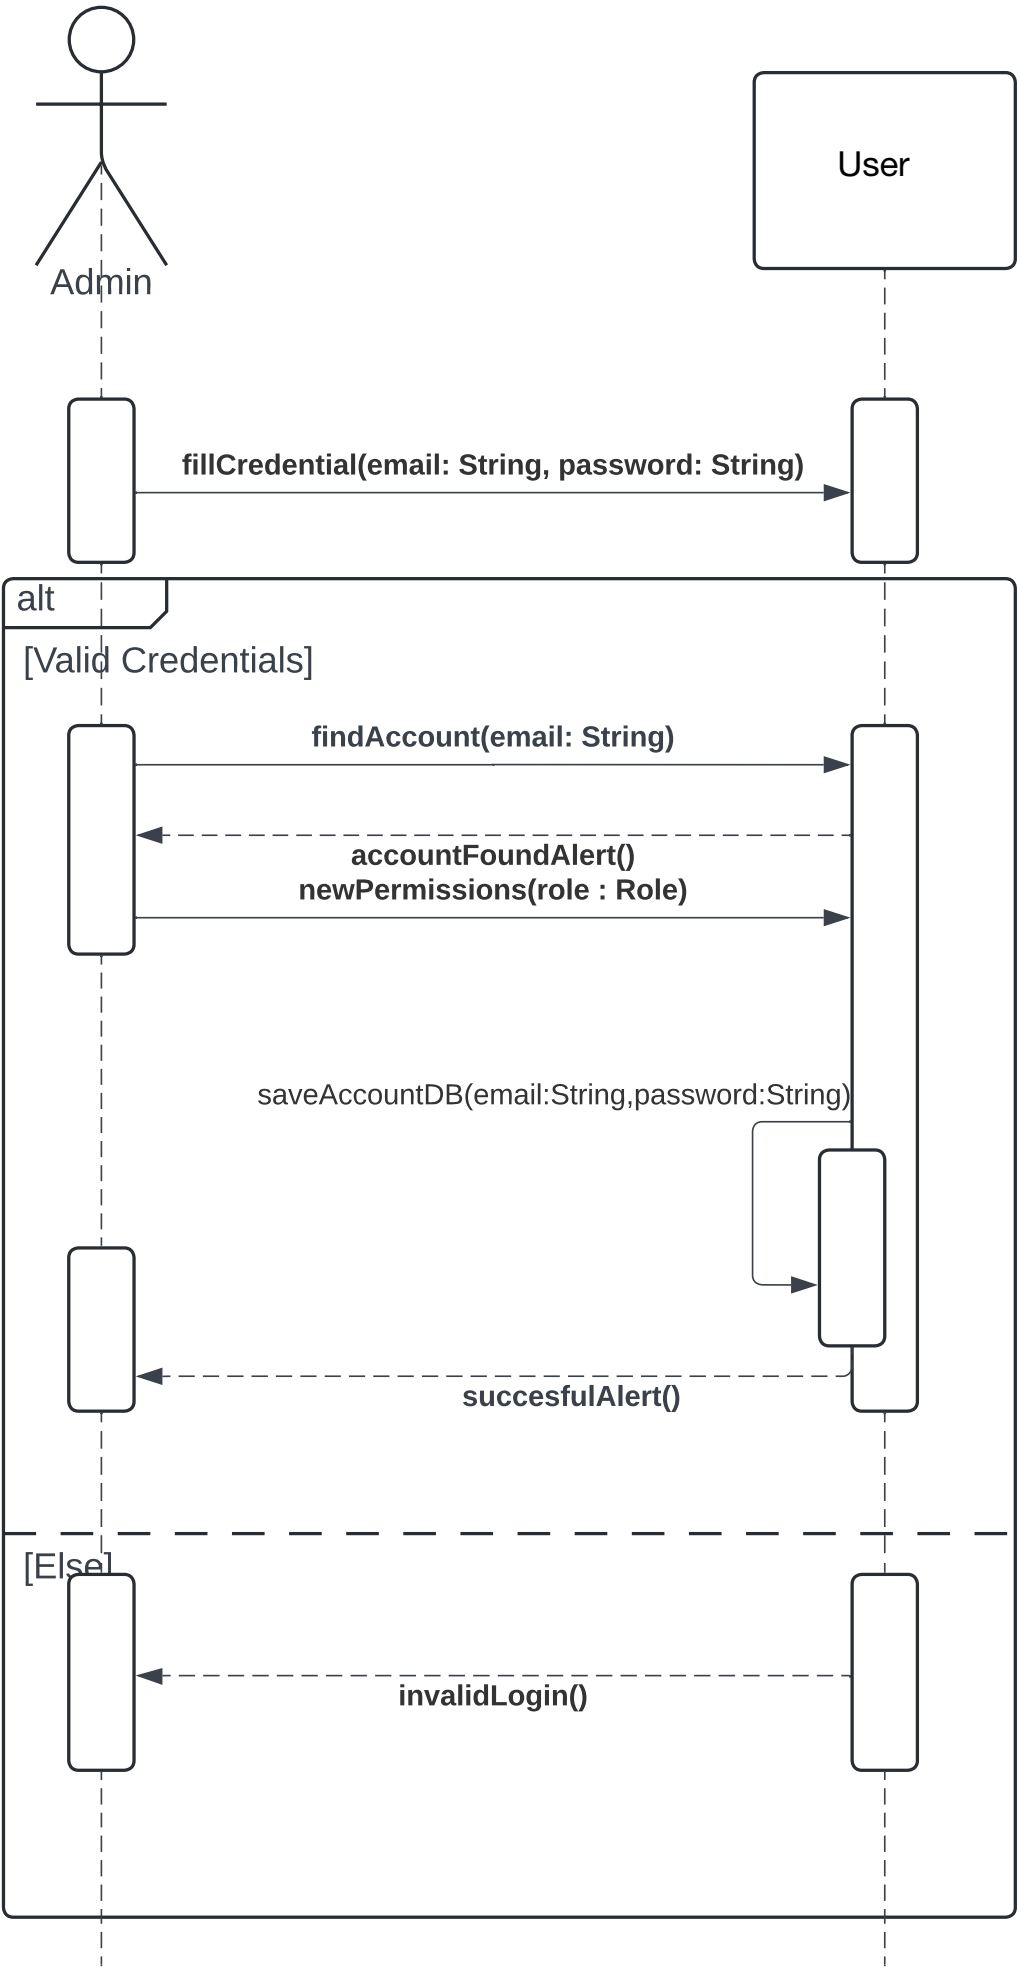 User
Admin
fillCredential(email: String, password: String)
alt
[Valid Credentials]
findAccount(email: String)
accountFoundAlert()
newPermissions(role : Role)
saveAccountDB(email:String,password:String)
succesfulAlert()
[Else]
invalidLogin()